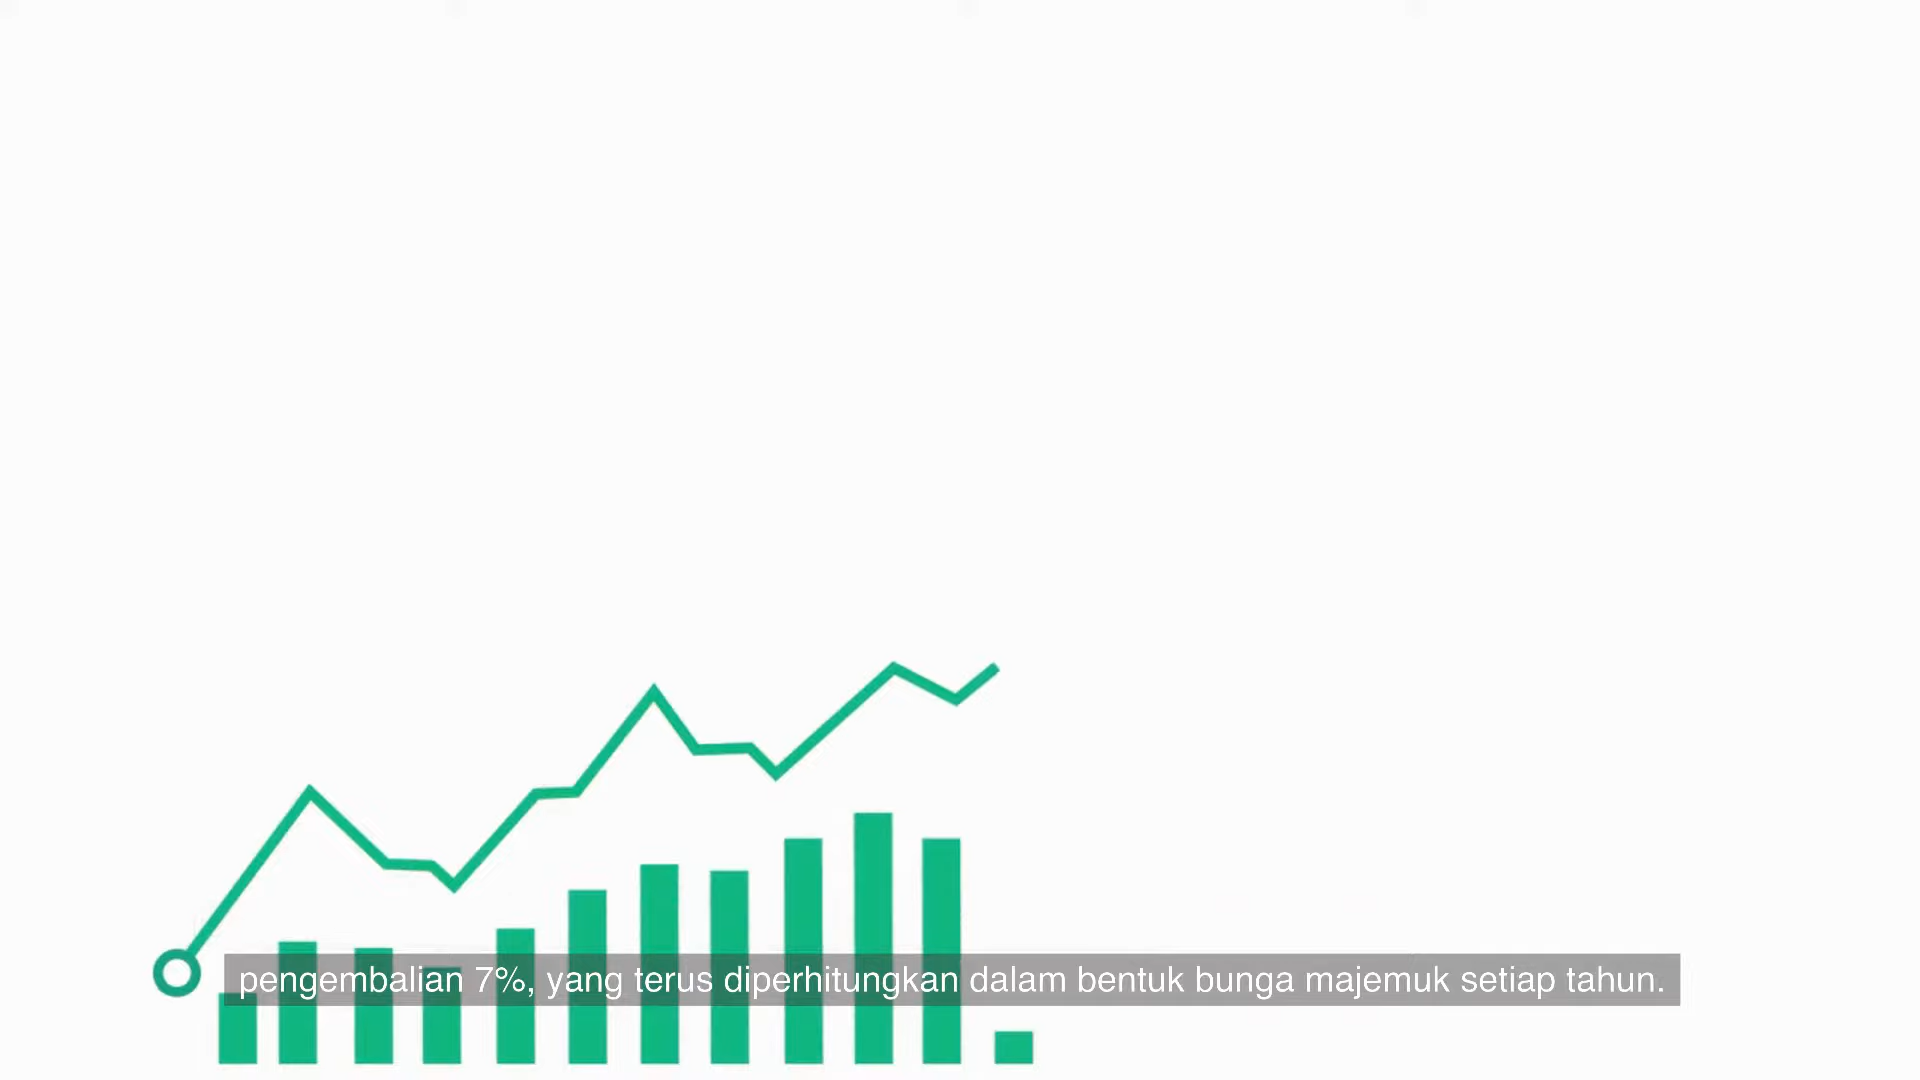 pengembalian 7%, yang terus diperhitungkan dalam bentuk bunga majemuk setiap tahun.